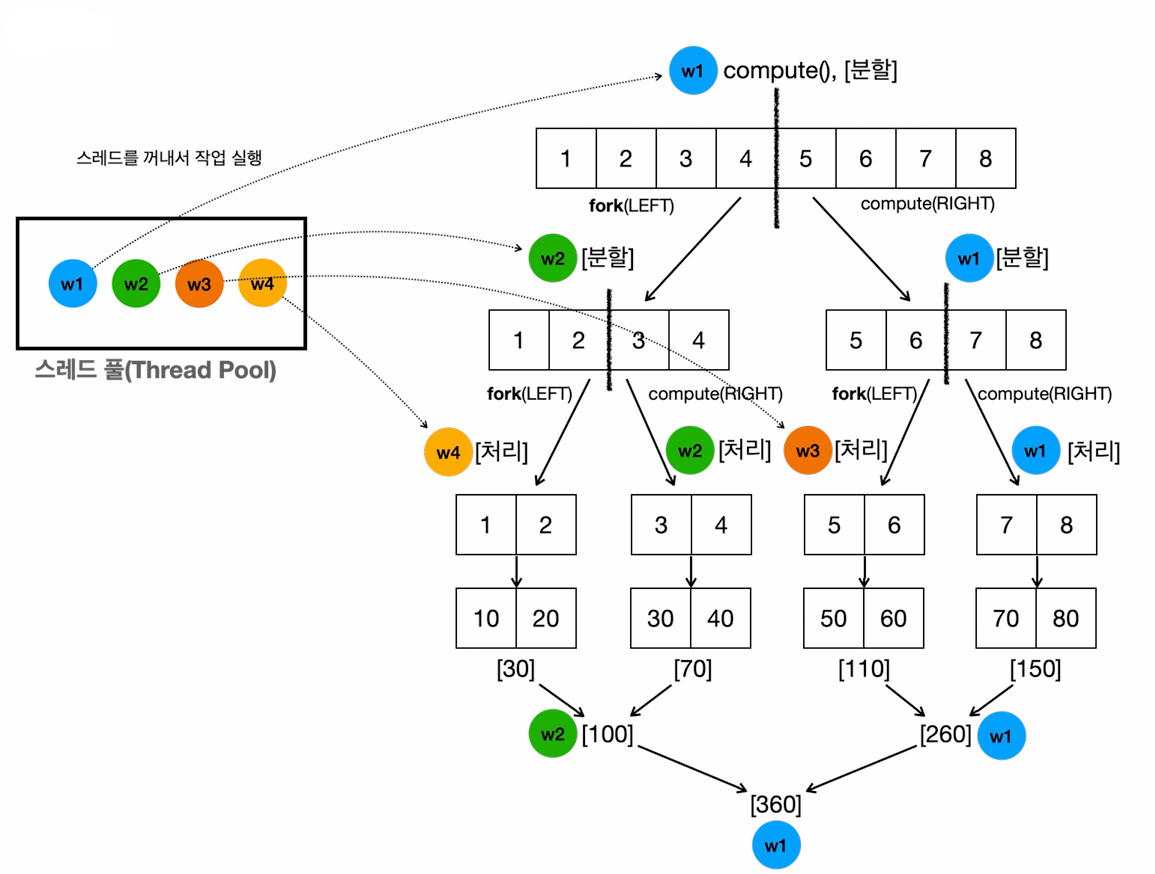 w1 compute(), [분할]
스레드를 꺼내서 작업 실행
1 2 3 4 5 6 7 8
fork(LEFT) compute(RIGHT)
w1 w2 w3 w4
스레드 풀(Thread Pool)
w2 [분할] w1 [분할]
1 2 3 4 5 6 7 8
fork(LEFT) compute(RIGHT) fork(LEFT) compute(RIGHT)
w4 [처리] w2 [처리] w3 [처리] w1 [처리]
1 2 3 4 5 6 7 8
10 20 30 40 50 60 70 80
[30] [70] [110] [150]
w2 [100] [260] w1
[360]
w1